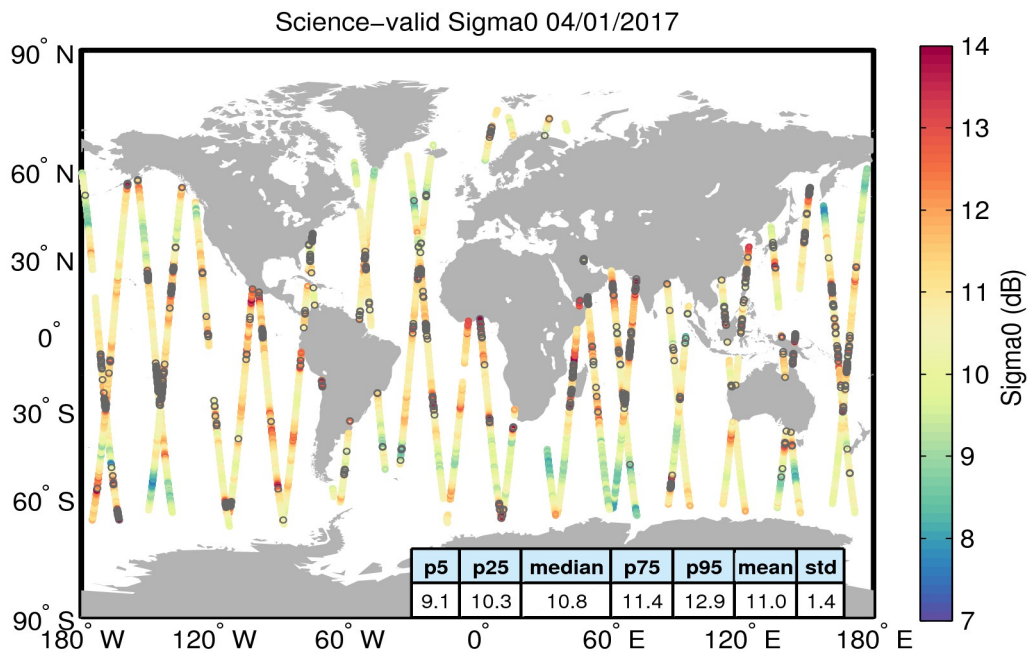 Science−valid Sigma0 04/01/2017
90° N
60° N
30° N
0°
30° S
60° S
90° S
180° W
120° W
60° W
0°
60° E
120° E
180° E
p5 p25 median p75 p95 mean std
9.1 10.3 10.8 11.4 12.9 11.0 1.4
14
13
12
11
10
9
8
7
Sigma0 (dB)